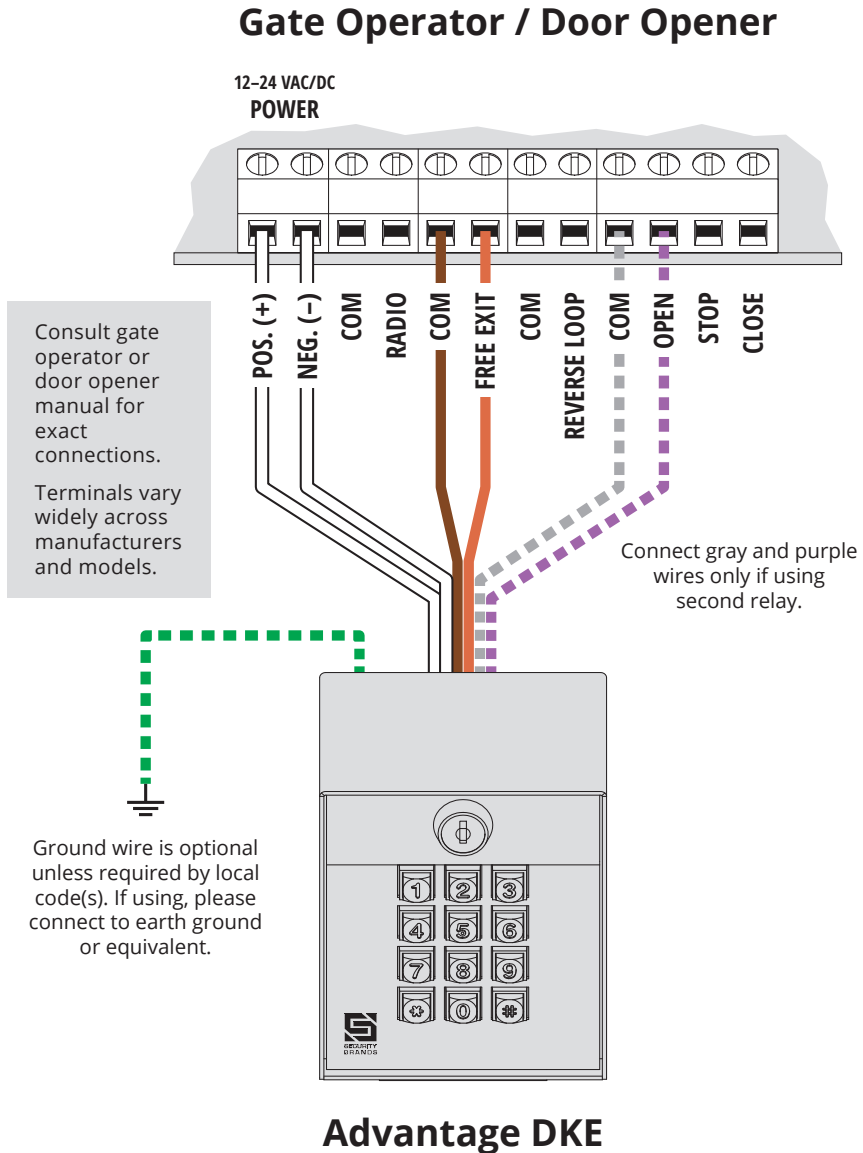 Gate Operator / Door Opener
12–24 VAC/DC
POWER
POS. (+)
NEG. (–)
COM
RADIO
COM
FREE EXIT
COM
REVERSE LOOP
COM
OPEN
STOP
CLOSE
Consult gate
operator or
door opener
manual for
exact
connections.
Terminals vary
widely across
manufacturers
and models.
Connect gray and purple
wires only if using
second relay.
Ground wire is optional
unless required by local
code(s). If using, please
connect to earth ground
or equivalent.
1 2 3
4 5 6
7 8 9
* 0 #
SECURITY
BRANDS
Advantage DKE